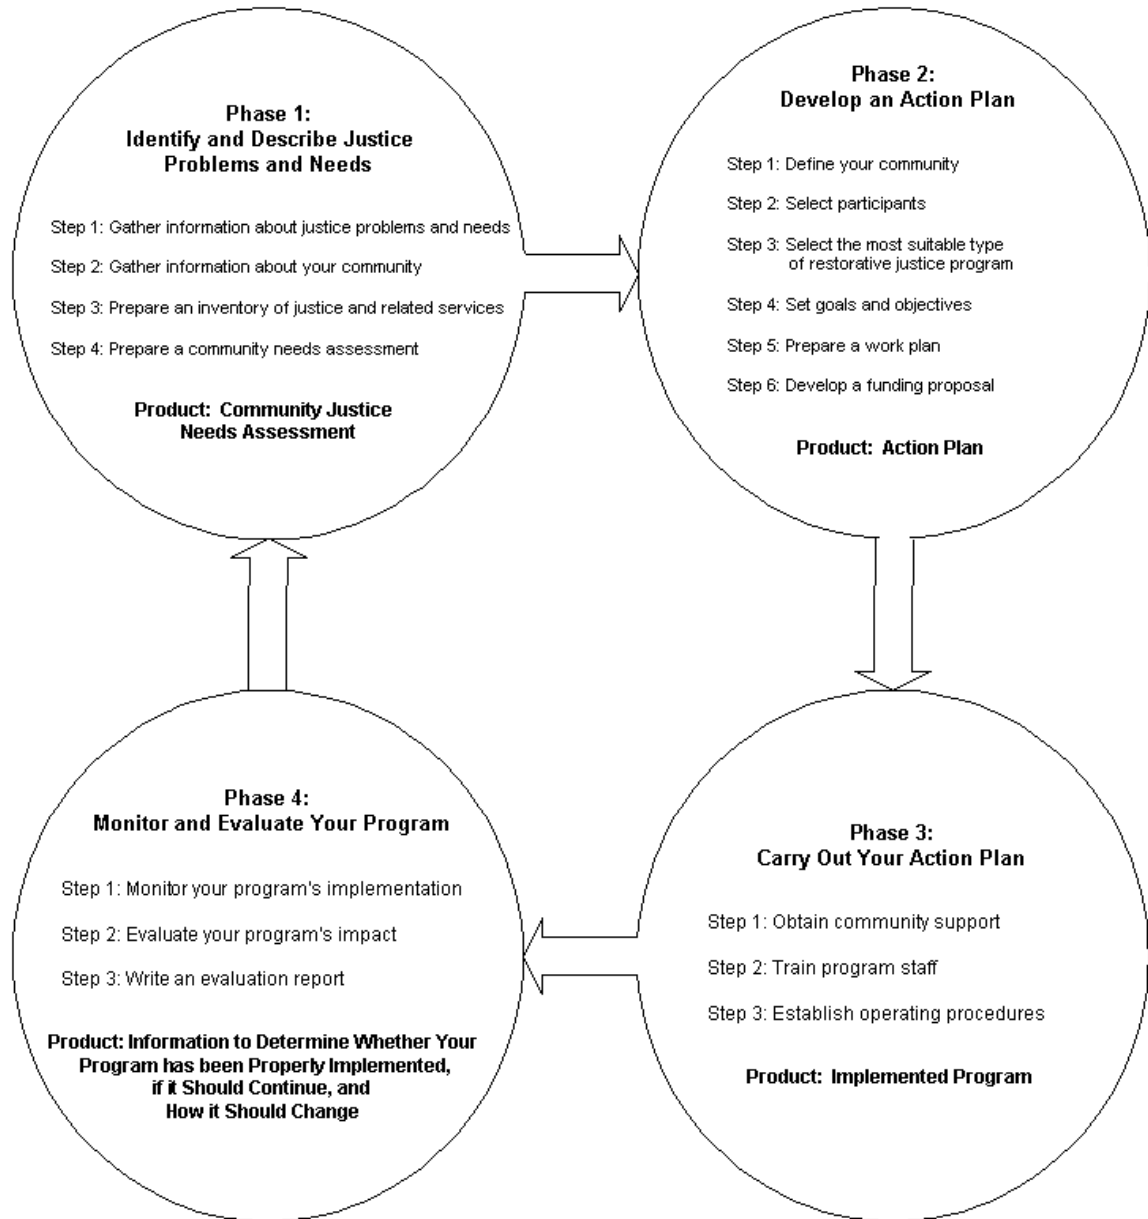 Phase 1:
Identify and Describe Justice
Problems and Needs
Step 1: Gather information about justice problems and needs
Step 2: Gather information about your community
Step 3: Prepare an inventory of justice and related services
Step 4: Prepare a community needs assessment
Product: Community Justice
Needs Assessment
Phase 2:
Develop an Action Plan
Step 1: Define your community
Step 2: Select participants
Step 3: Select the most suitable type
of restorative justice program
Step 4: Set goals and objectives
Step 5: Prepare a work plan
Step 6: Develop a funding proposal
Product: Action Plan
Phase 3:
Carry Out Your Action Plan
Step 1: Obtain community support
Step 2: Train program staff
Step 3: Establish operating procedures
Product: Implemented Program
Phase 4:
Monitor and Evaluate Your Program
Step 1: Monitor your program's implementation
Step 2: Evaluate your program's impact
Step 3: Write an evaluation report
Product: Information to Determine Whether Your
Program has been Properly Implemented,
if it Should Continue, and
How it Should Change